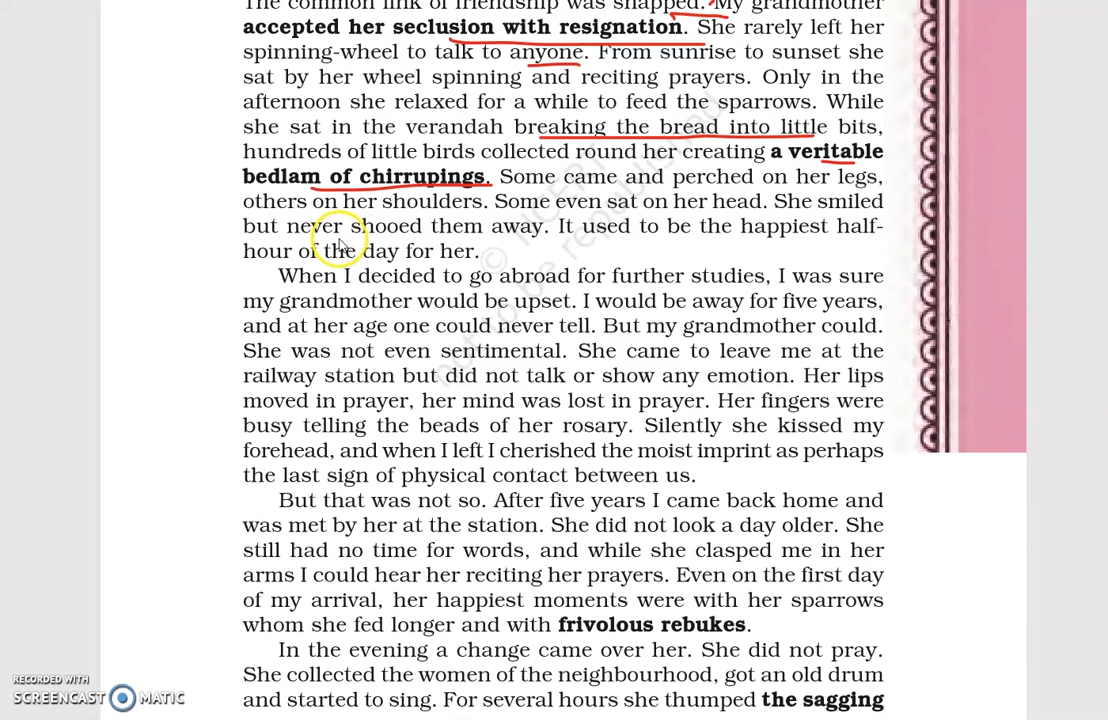 The common link of friendship was snapped. My grandmother
accepted her seclusion with resignation. She rarely left her
spinning-wheel to talk to anyone. From sunrise to sunset she
sat by her wheel spinning and reciting prayers. Only in the
afternoon she relaxed for a while to feed the sparrows. While
she sat in the verandah breaking the bread into little bits,
hundreds of little birds collected round her creating a veritable
bedlam of chirrupings. Some came and perched on her legs,
others on her shoulders. Some even sat on her head. She smiled
but never shooed them away. It used to be the happiest half-
hour of the day for her.
When I decided to go abroad for further studies, I was sure
my grandmother would be upset. I would be away for five years,
and at her age one could never tell. But my grandmother could.
She was not even sentimental. She came to leave me at the
railway station but did not talk or show any emotion. Her lips
moved in prayer, her mind was lost in prayer. Her fingers were
busy telling the beads of her rosary. Silently she kissed my
forehead, and when I left I cherished the moist imprint as perhaps
the last sign of physical contact between us.
But that was not so. After five years I came back home and
was met by her at the station. She did not look a day older. She
still had no time for words, and while she clasped me in her
arms I could hear her reciting her prayers. Even on the first day
of my arrival, her happiest moments were with her sparrows
whom she fed longer and with frivolous rebukes.
In the evening a change came over her. She did not pray.
She collected the women of the neighbourhood, got an old drum
and started to sing. For several hours she thumped the sagging
© NCERT
not to be republished
RECORDED WITH
SCREENCAST MATIC